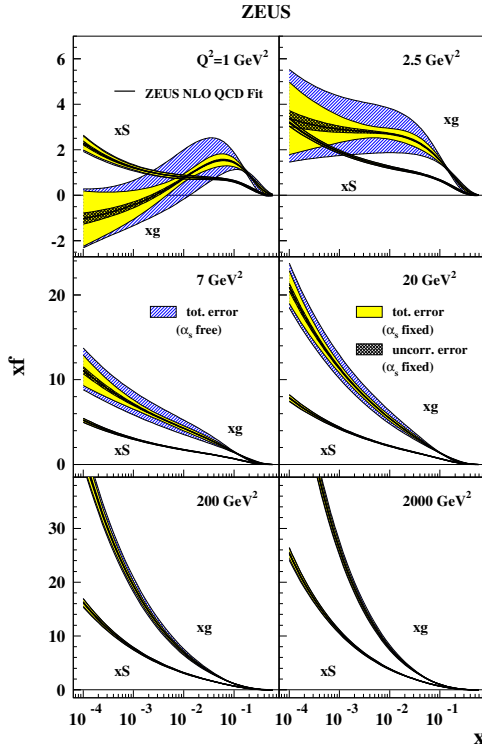 ZEUS
Q²=1 GeV²
2.5 GeV²
ZEUS NLO QCD Fit
xS
xg
xg
xS
6
4
2
0
-2
7 GeV²
20 GeV²
tot. error
(αs free)
tot. error
(αs fixed)
uncorr. error
(αs fixed)
xg
xS
xg
xS
20
10
0
xf
200 GeV²
2000 GeV²
xg
xS
xg
xS
30
20
10
0
10⁻⁴ 10⁻³ 10⁻² 10⁻¹ 10⁻⁴ 10⁻³ 10⁻² 10⁻¹ x